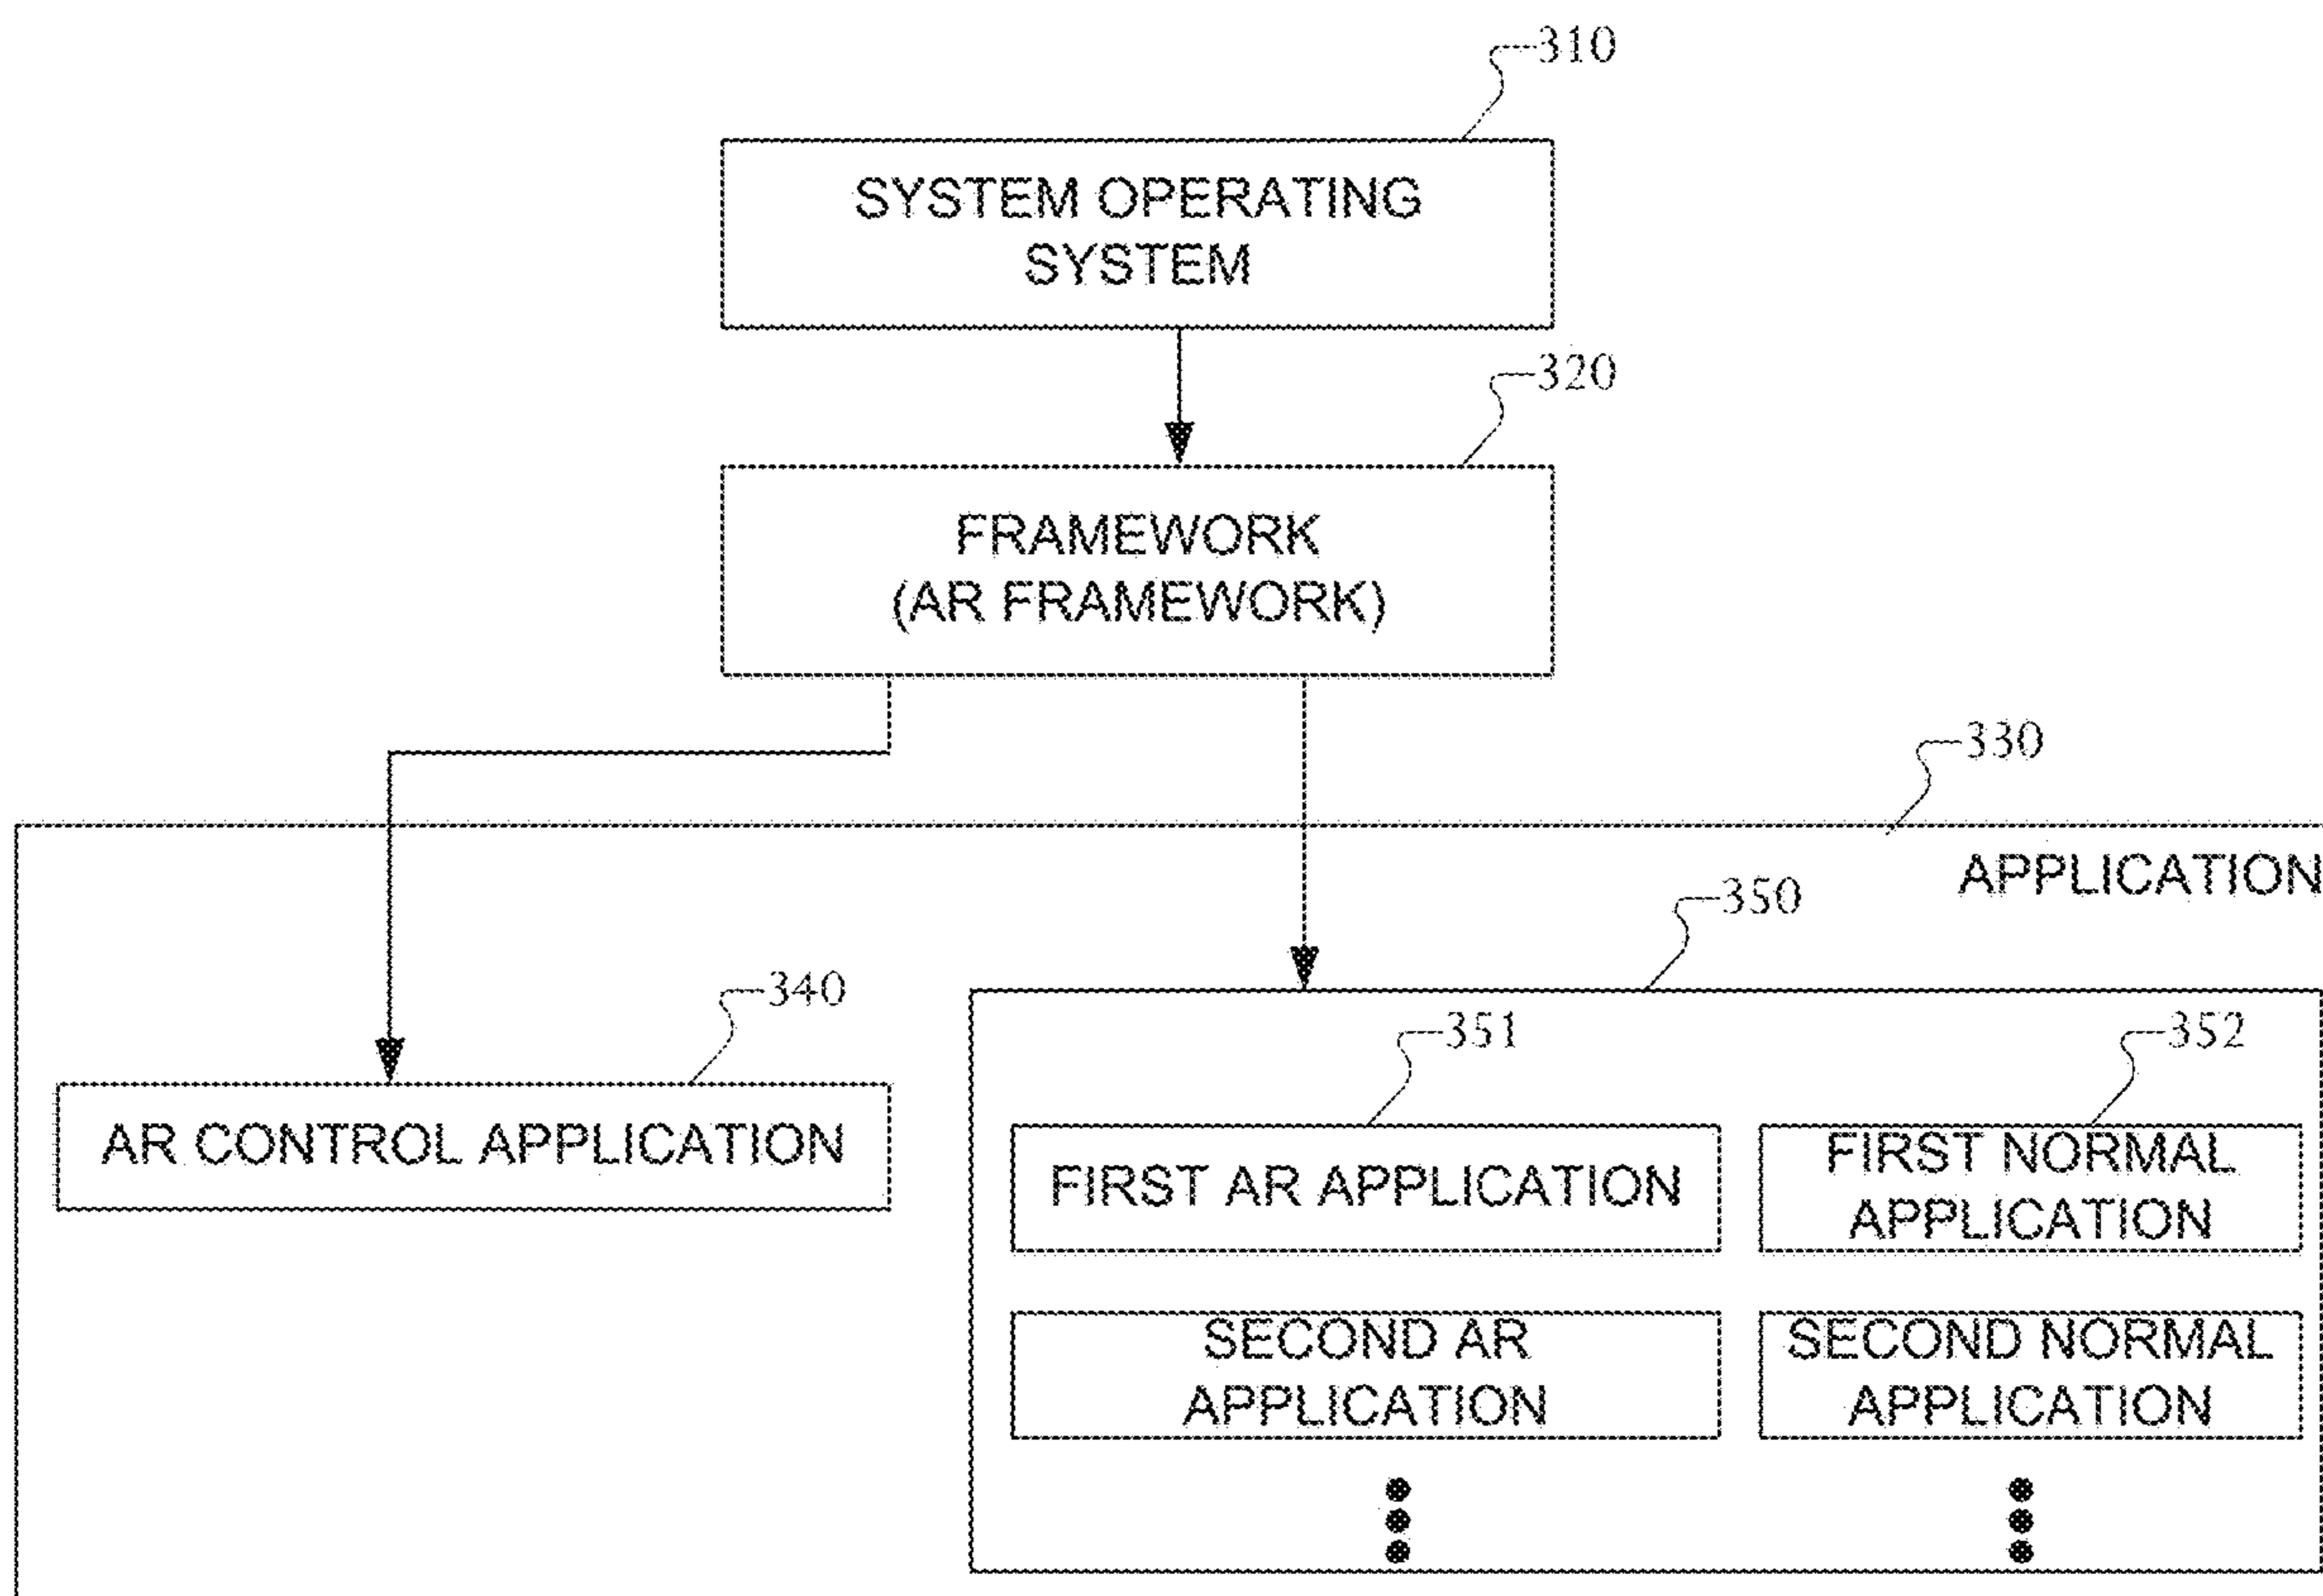 310
SYSTEM OPERATING
SYSTEM
320
FRAMEWORK
(AR FRAMEWORK)
330
APPLICATION
350
340
351
352
AR CONTROL APPLICATION
FIRST AR APPLICATION
FIRST NORMAL
APPLICATION
SECOND AR
APPLICATION
SECOND NORMAL
APPLICATION